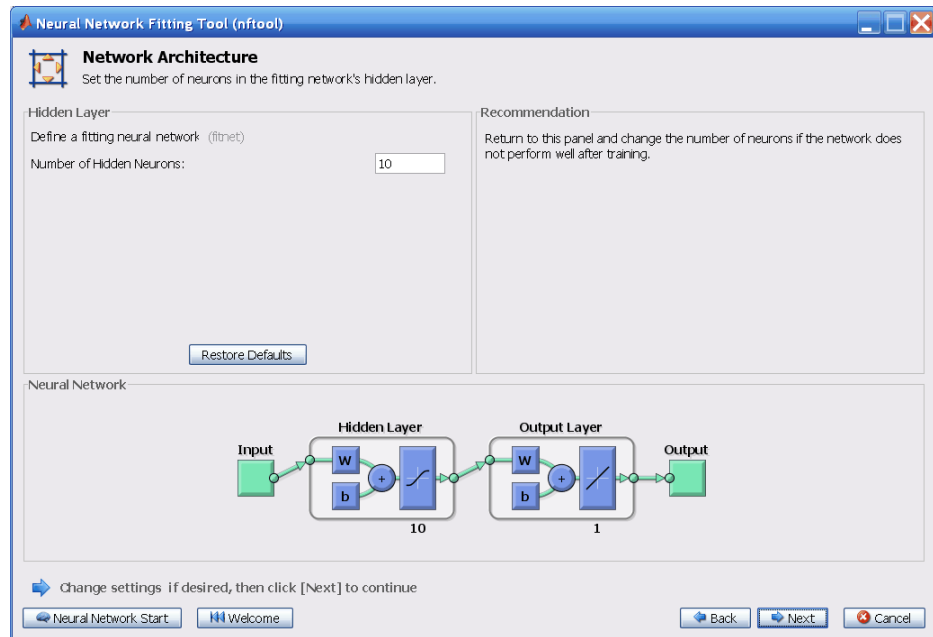 Neural Network Fitting Tool (nftool)
Network Architecture
Set the number of neurons in the fitting network's hidden layer.
Hidden Layer
Define a fitting neural network (fitnet)
Number of Hidden Neurons:
10
Restore Defaults
Recommendation
Return to this panel and change the number of neurons if the network does
not perform well after training.
Neural Network
Hidden Layer
Output Layer
Input
Output
W
b
+
W
b
+
10
1
Change settings if desired, then click [Next] to continue
Neural Network Start
Welcome
Back
Next
Cancel